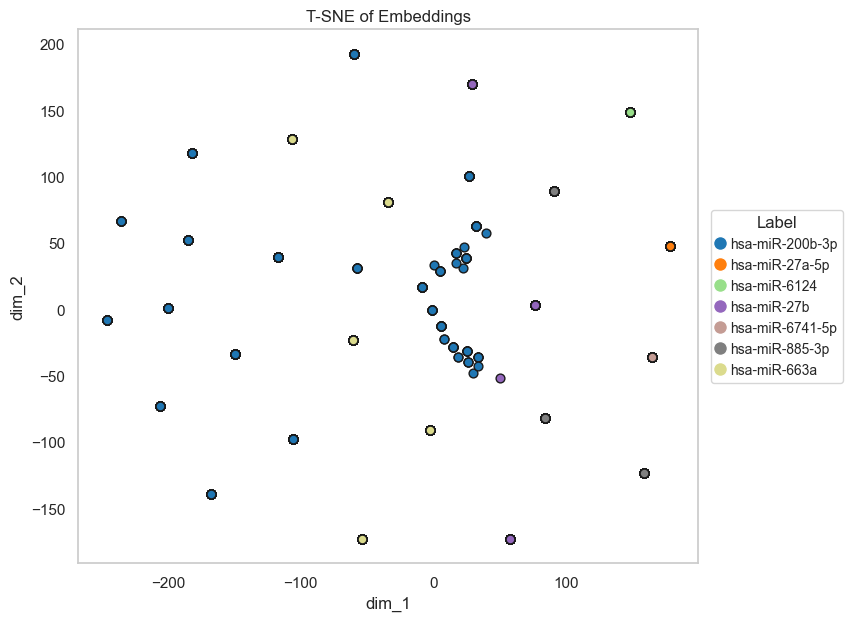 T-SNE of Embeddings
200
150
100
50
0
−50
−100
−150
dim_2
−200
−100
0
100
dim_1
Label
hsa-miR-200b-3p
hsa-miR-27a-5p
hsa-miR-6124
hsa-miR-27b
hsa-miR-6741-5p
hsa-miR-885-3p
hsa-miR-663a